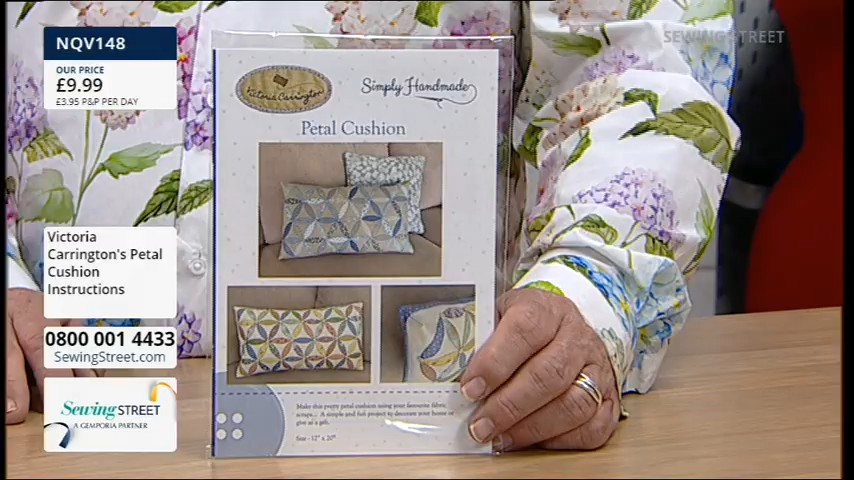 NQV148
OUR PRICE
£9.99
£3.95 P&P PER DAY
Victoria
Carrington's Petal
Cushion
Instructions
0800 001 4433
SewingStreet.com
Sewing STREET
A GEMPORIA PARTNER
SEWING STREET
Victoria Carrington
Simply Handmade
Petal Cushion
Make this pretty petal cushion using your favourite fabric
scraps... A simple and fun project to decorate your home or
give as a gift.
Size - 12" x 20"